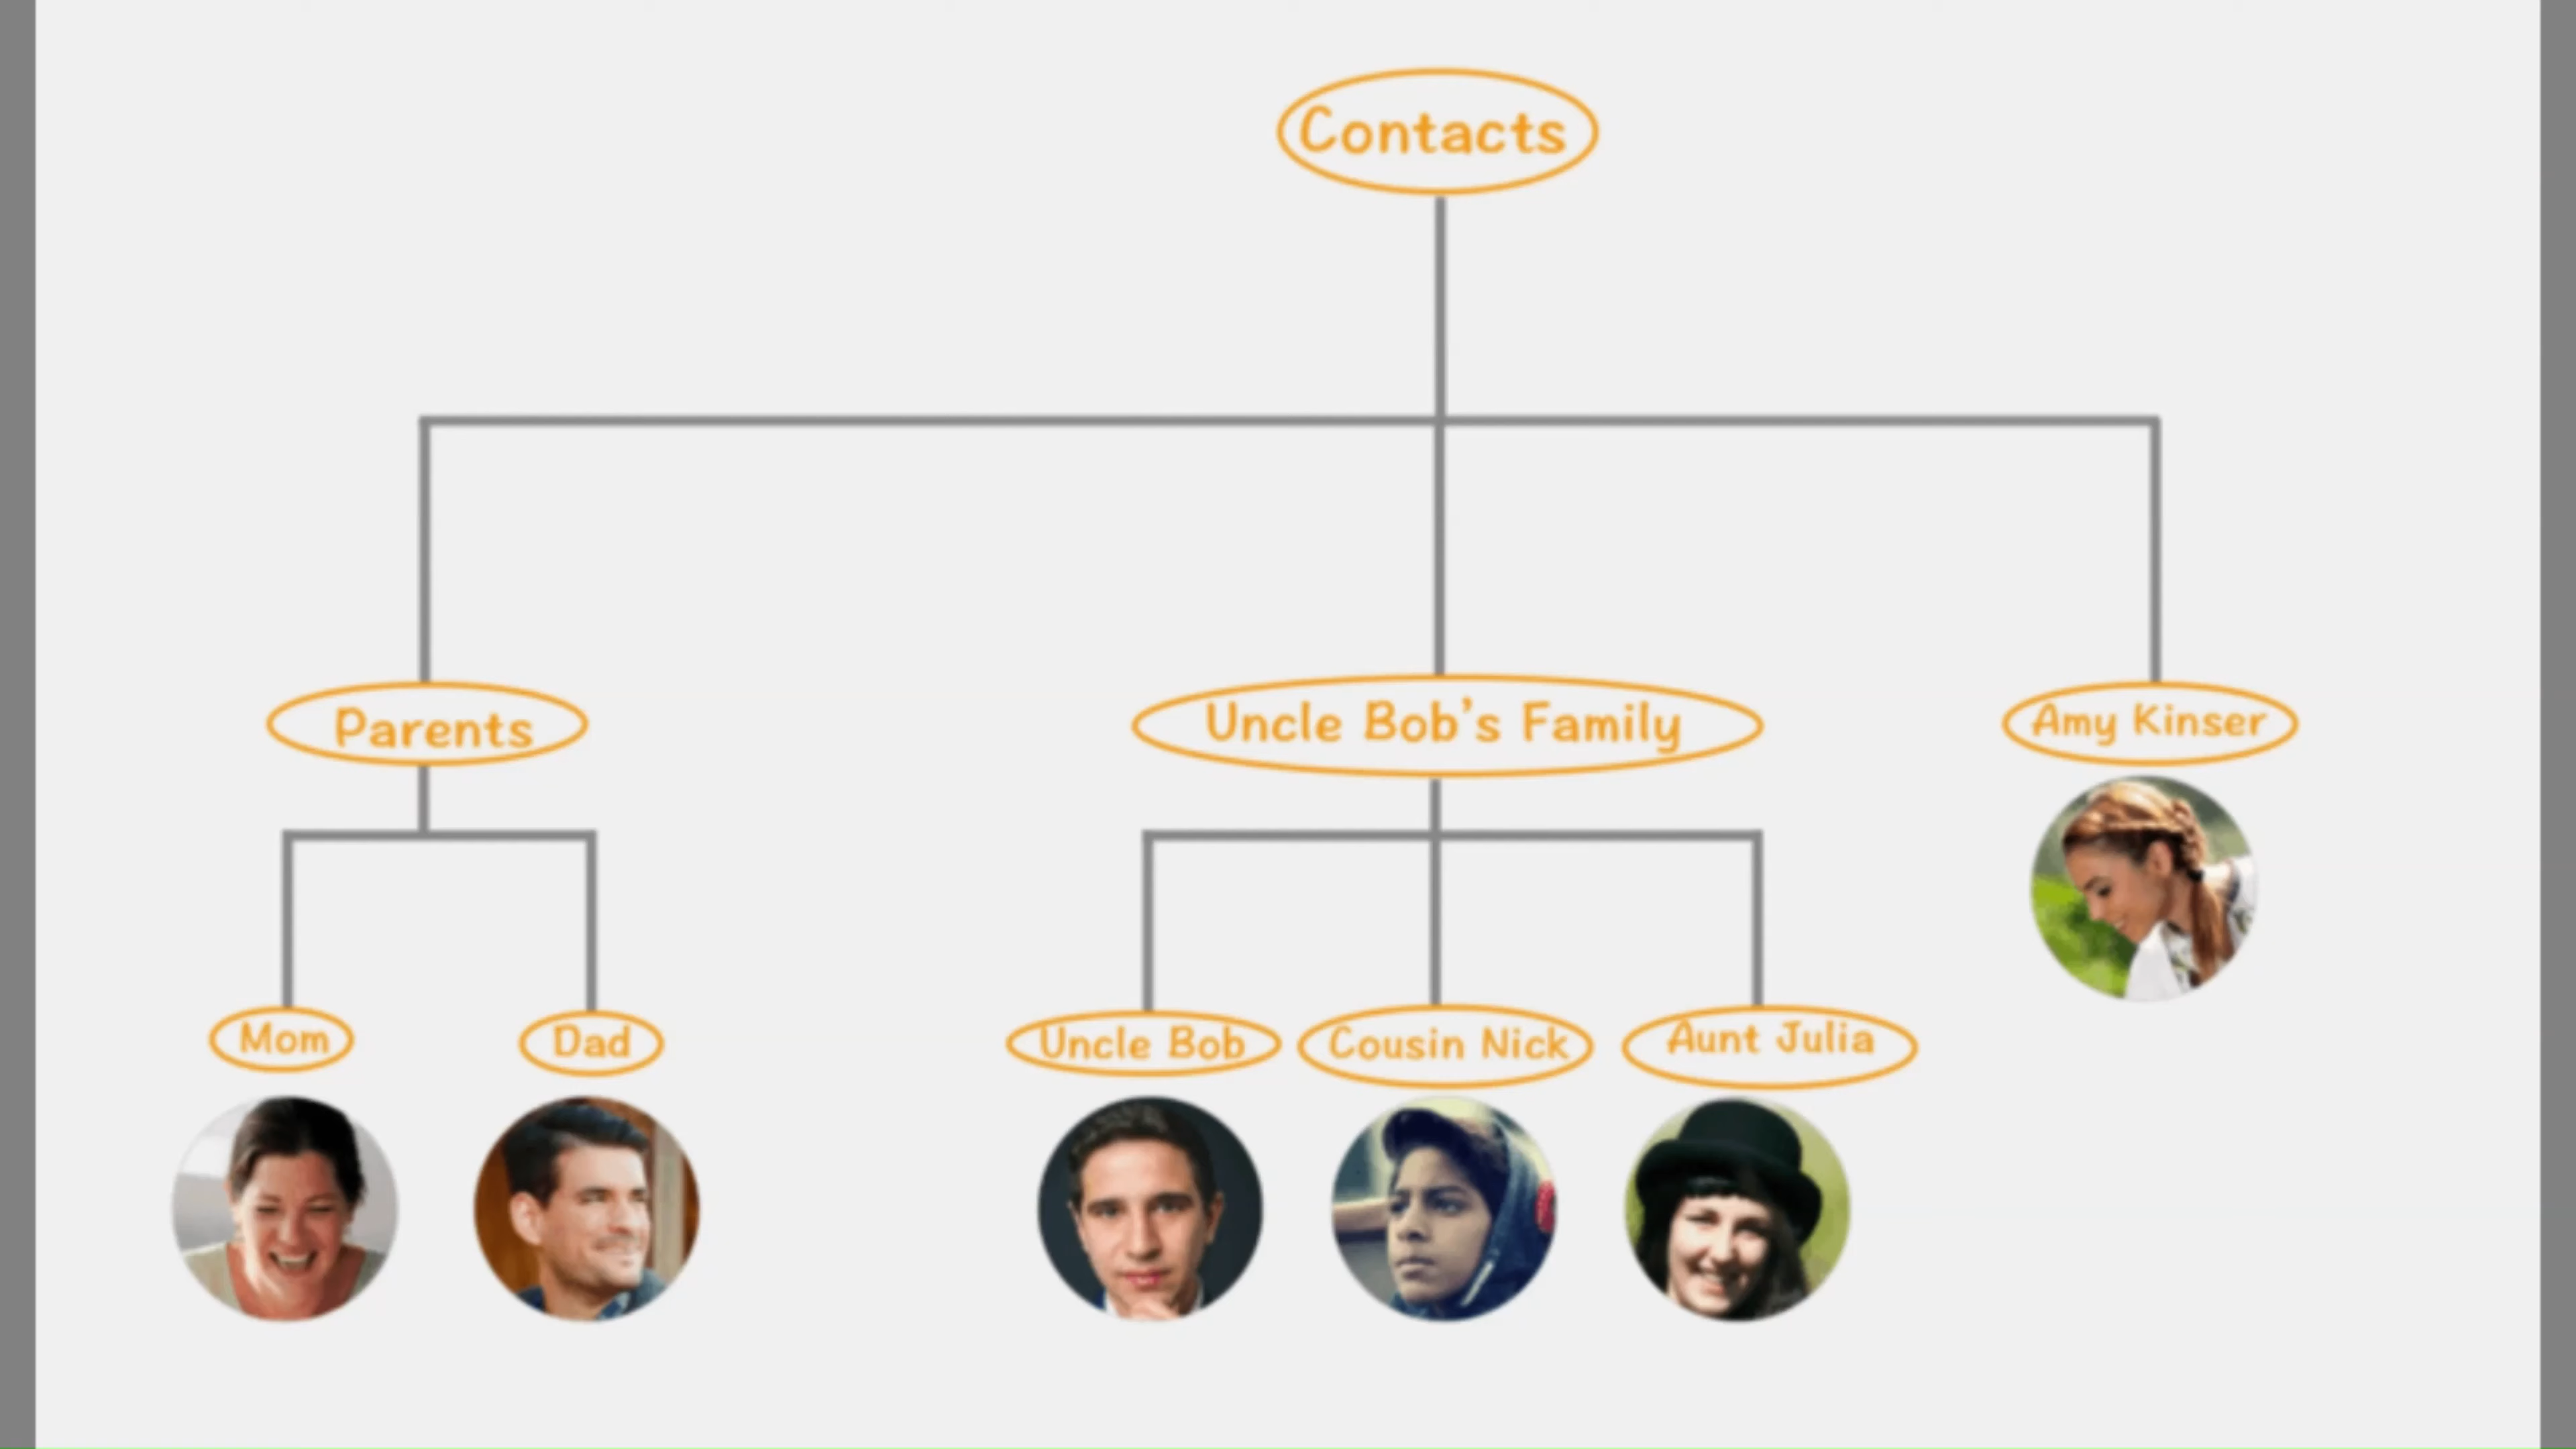 Contacts
Parents
Uncle Bob's Family
Amy Kinser
Mom
Dad
Uncle Bob
Cousin Nick
Aunt Julia